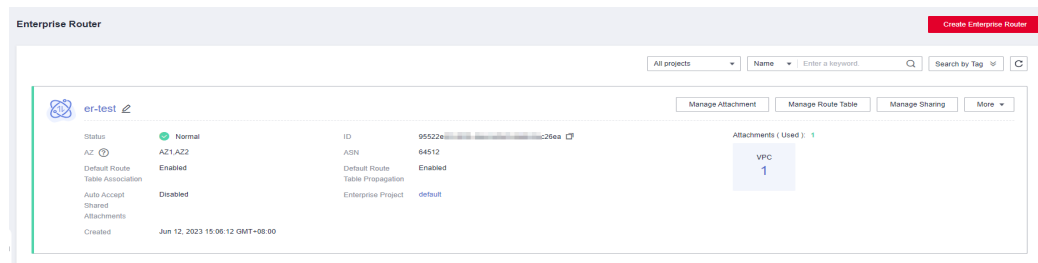 Enterprise Router
Create Enterprise Router
All projects
Name
Enter a keyword.
Search by Tag
er-test
Manage Attachment
Manage Route Table
Manage Sharing
More
Status
Normal
ID
95522e
c26ea
Attachments ( Used ): 1
AZ
AZ1,AZ2
ASN
64512
VPC
1
Default Route
Table Association
Enabled
Default Route
Table Propagation
Enabled
Auto Accept
Shared
Attachments
Disabled
Enterprise Project
default
Created
Jun 12, 2023 15:06:12 GMT+08:00